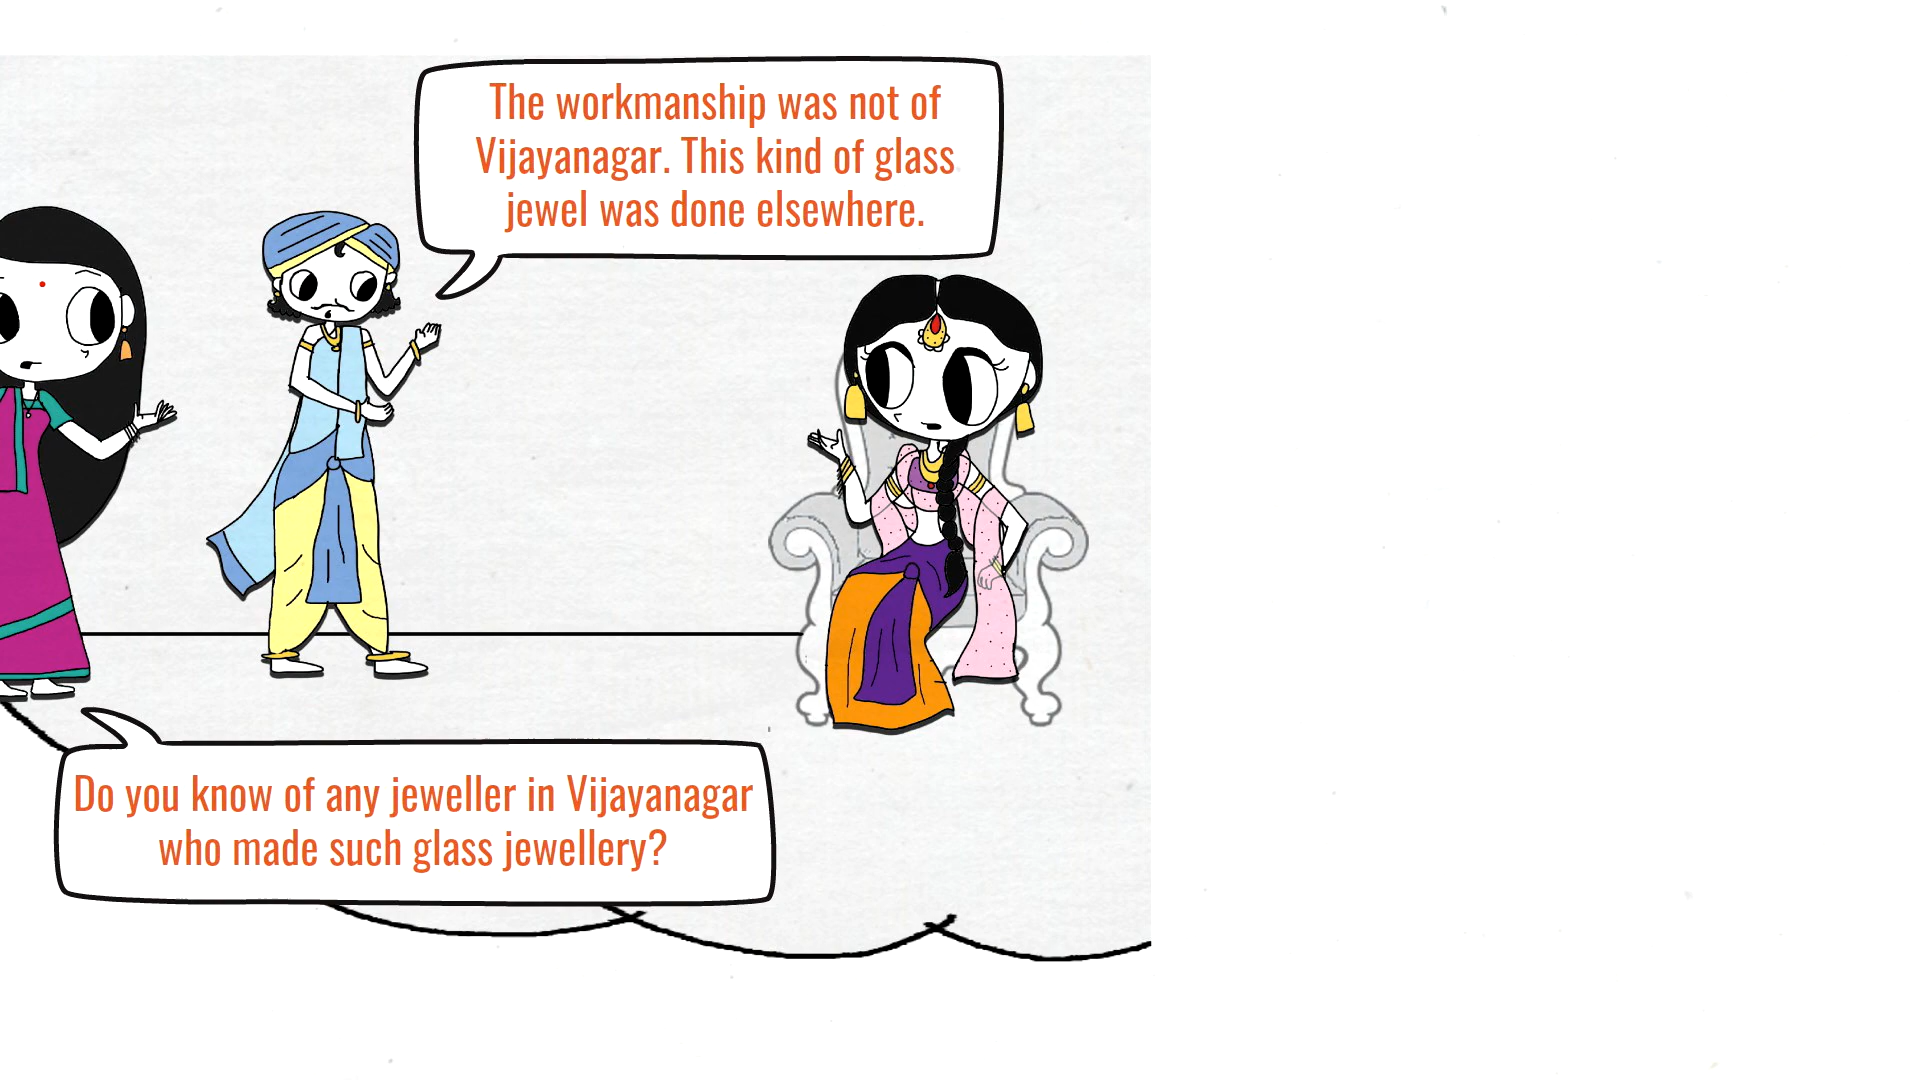 The workmanship was not of
Vijayanagar. This kind of glass
jewel was done elsewhere.
Do you know of any jeweller in Vijayanagar
who made such glass jewellery?